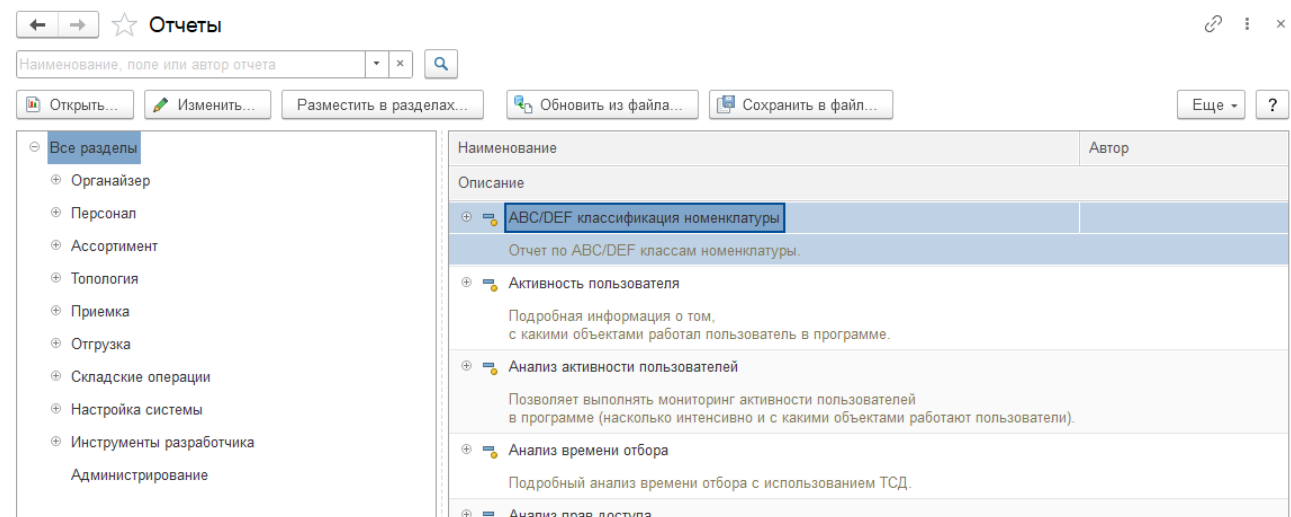 Отчеты
Наименование, поле или автор отчета
Открыть... Изменить... Разместить в разделах... Обновить из файла... Сохранить в файл... Еще ?
Все разделы
Органайзер
Персонал
Ассортимент
Топология
Приемка
Отгрузка
Складские операции
Настройка системы
Инструменты разработчика
Администрирование
Наименование Автор
Описание
ABC/DEF классификация номенклатуры
Отчет по ABC/DEF классам номенклатуры.
Активность пользователя
Подробная информация о том,
с какими объектами работал пользователь в программе.
Анализ активности пользователей
Позволяет выполнять мониторинг активности пользователей
в программе (насколько интенсивно и с какими объектами работают пользователи).
Анализ времени отбора
Подробный анализ времени отбора с использованием ТСД.
Анализ прав доступа